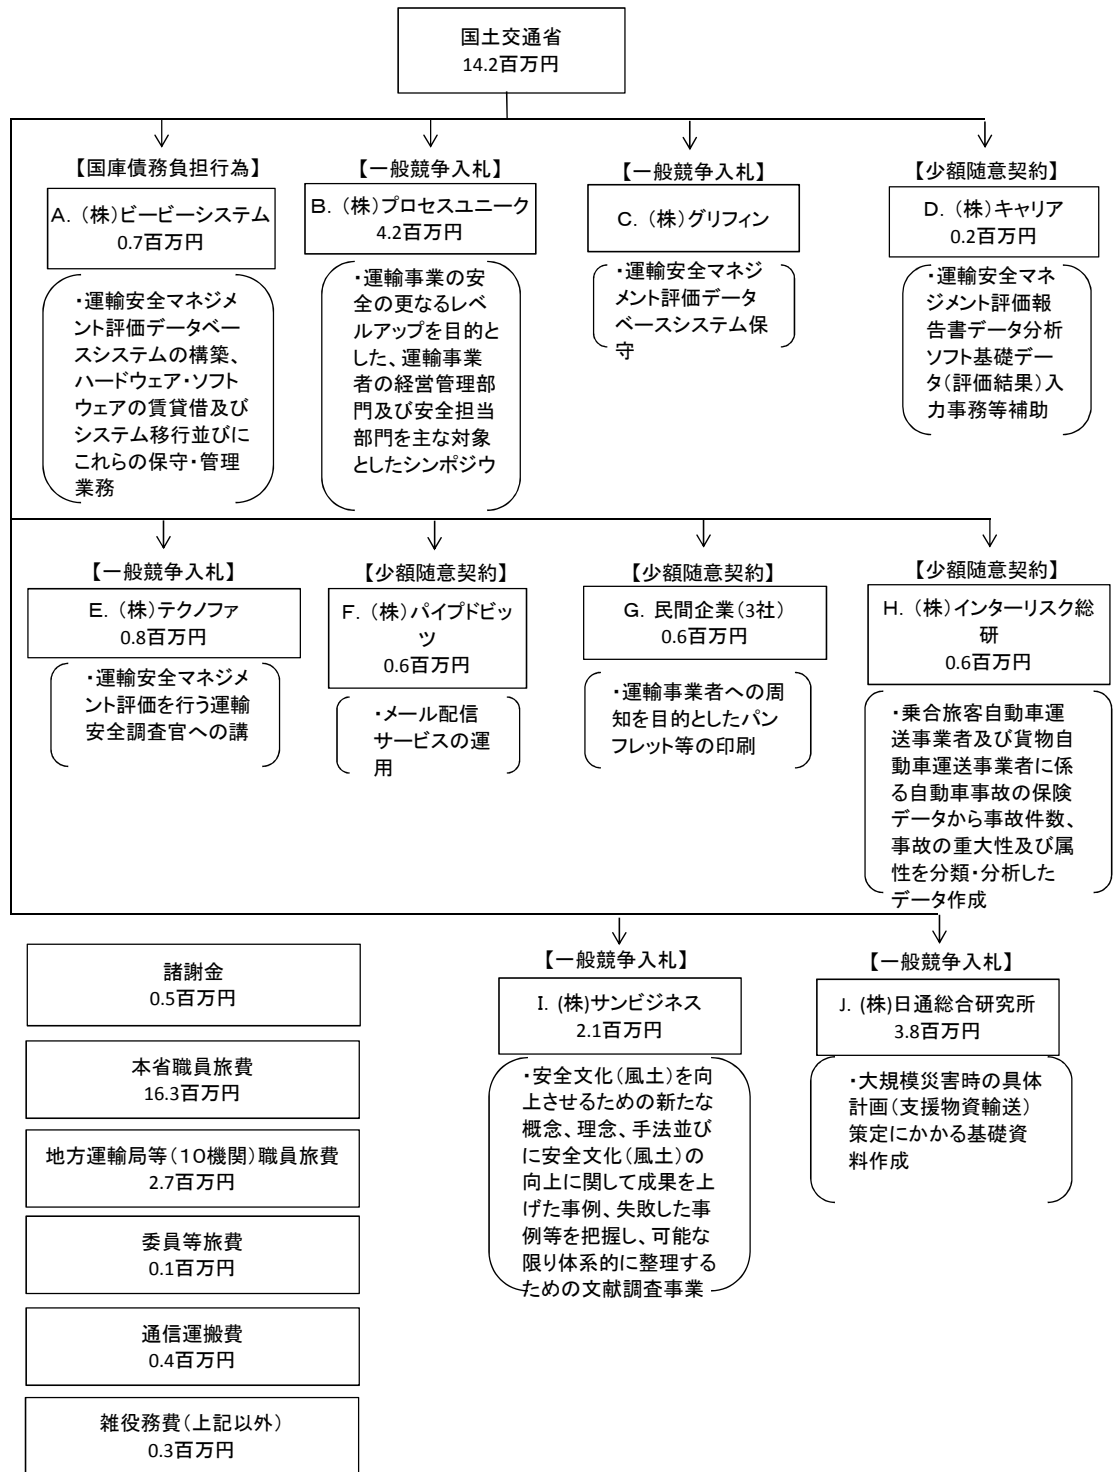 国土交通省
14.2百万円
【国庫債務負担行為】
A.（株）ビービーシステム
0.7百万円
・運輸安全マネジメ
ント評価データベー
スシステムの構築、
ハードウェア・ソフト
ウェアの賃貸借及び
システム移行並びに
これらの保守・管理
業務
【一般競争入札】
B.（株）プロセスユニーク
4.2百万円
・運輸事業の安
全の更なるレベ
ルアップを目的と
した、運輸事業
者の経営管理部
門及び安全担当
部門を主な対象
としたシンポジウ
【一般競争入札】
C.（株）グリフィン
・運輸安全マネジ
メント評価データ
ベースシステム保
守
【少額随意契約】
D.（株）キャリア
0.2百万円
・運輸安全マネ
ジメント評価報
告書データ分析
ソフト基礎デー
タ（評価結果）入
力事務等補助
【一般競争入札】
E.（株）テクノファ
0.8百万円
・運輸安全マネジメ
ント評価を行う運輸
安全調査官への講
【少額随意契約】
F.（株）パイプドビッ
ツ
0.6百万円
・メール配信
サービスの運
用
【少額随意契約】
G. 民間企業（3社）
0.6百万円
・運輸事業者への周
知を目的としたパン
フレット等の印刷
【少額随意契約】
H.（株）インターリスク総
研
0.6百万円
・乗合旅客自動車運
送事業者及び貨物自
動車運送事業者に係
る自動車事故の保険
データから事故件数、
事故の重大性及び属
性を分類・分析した
データ作成
諸謝金
0.5百万円
本省職員旅費
16.3百万円
地方運輸局等（１０機関）職員旅費
2.7百万円
委員等旅費
0.1百万円
通信運搬費
0.4百万円
雑役務費（上記以外）
0.3百万円
【一般競争入札】
I. (株)サンビジネス
2.1百万円
・安全文化（風土）を向
上させるための新たな
概念、理念、手法並び
に安全文化（風土）の
向上に関して成果を上
げた事例、失敗した事
例等を把握し、可能な
限り体系的に整理する
ための文献調査事業
【一般競争入札】
J. (株)日通総合研究所
3.8百万円
・大規模災害時の具体
計画（支援物資輸送）
策定にかかる基礎資
料作成